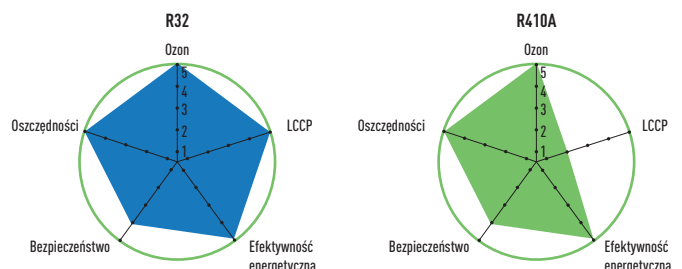 R32
Ozon
5
4
3
2
1
Oszczędności
LCCP
Bezpieczeństwo
Efektywność
energetyczna
R410A
Ozon
5
4
3
2
1
Oszczędności
LCCP
Bezpieczeństwo
Efektywność
energetyczna